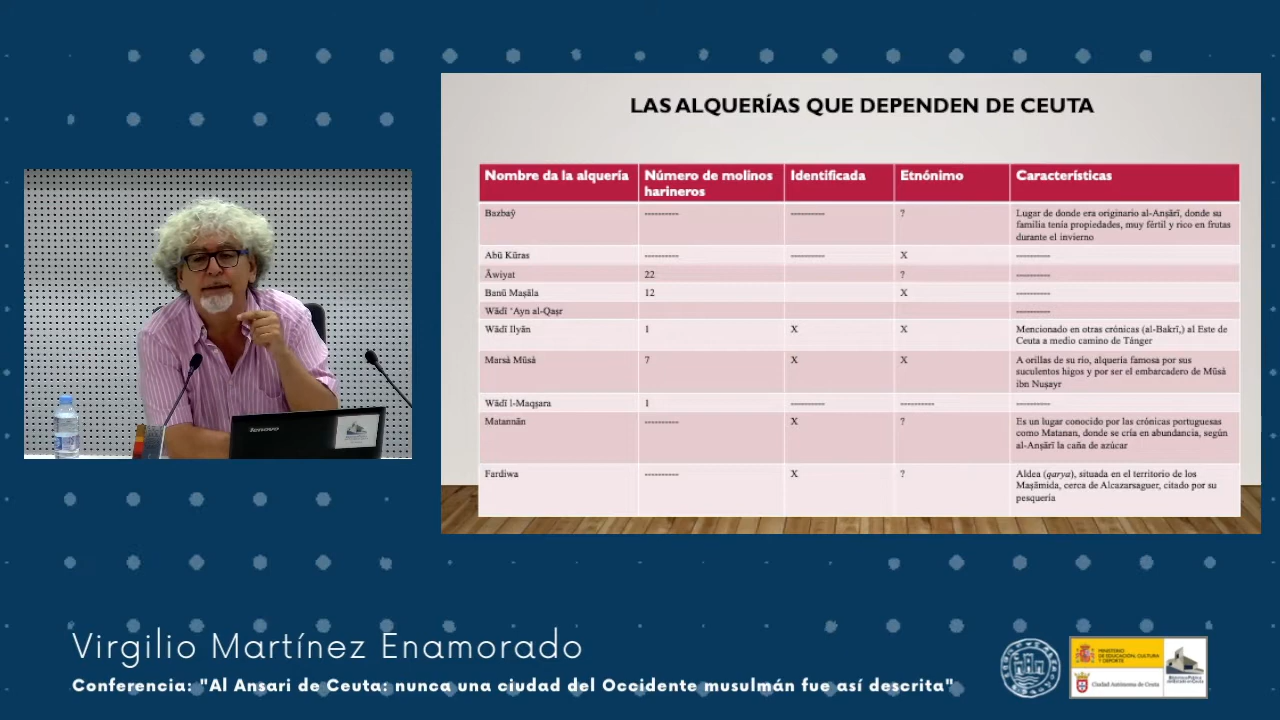 LAS ALQUERÍAS QUE DEPENDEN DE CEUTA
Nombre da la alquería Número de molinos harineros Identificada Etnónimo Características
Bazbaŷ ---------- ---------- ? Lugar de donde era originario al-Anṣārī, donde su
familia tenía propiedades, muy fértil y rico en frutas
durante el invierno
Abū Kūras ---------- ---------- X ----------
Āwiyat 22 ? ----------
Banū Maṣāla 12 X ----------
Wādī ʿAyn al-Qaṣr ----------
Wādī Ilyān 1 X X Mencionado en otras crónicas (al-Bakrī,) al Este de
Ceuta a medio camino de Tánger
Marsà Mūsà 7 X X A orillas de su río, alquería famosa por sus
suculentos higos y por ser el embarcadero de Mūsà
ibn Nuṣayr
Wādī l-Maqṣara 1 ---------- ---------- ----------
Matannān ---------- X ? Es un lugar conocido por las crónicas portuguesas
como Matanan, donde se cría en abundancia, según
al-Anṣārī la caña de azúcar
Fardiwa ---------- X ? Aldea (qarya), situada en el territorio de los
Maṣāmida, cerca de Alcazarsaguer, citado por su
pesquería
lenovo
Virgilio Martínez Enamorado
Conferencia: "Al Ansari de Ceuta: nunca una ciudad del Occidente musulmán fue así descrita"
MINISTERIO
DE EDUCACIÓN, CULTURA
Y DEPORTE
Ciudad Autónoma de Ceuta